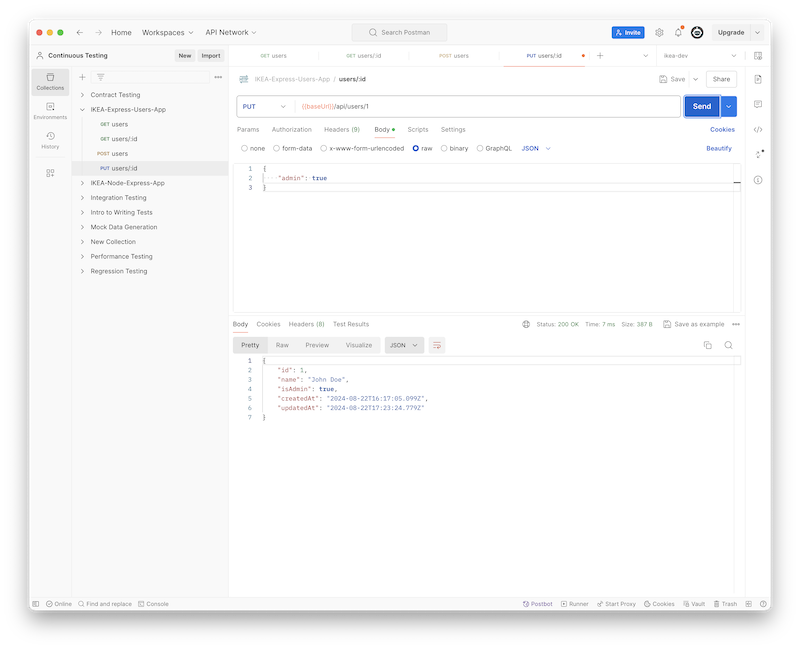 Home Workspaces API Network Search Postman Invite Upgrade
Continuous Testing New Import GET users GET users/:id POST users PUT users/:id ikea-dev
Collections
Environments
History
Contract Testing
IKEA-Express-Users-App
GET users
GET users/:id
POST users
PUT users/:id
IKEA-Node-Express-App
Integration Testing
Intro to Writing Tests
Mock Data Generation
New Collection
Performance Testing
Regression Testing
IKEA-Express-Users-App / users/:id Save Share
PUT {{baseUrl}}/api/users/1 Send
Params Authorization Headers (9) Body Scripts Settings Cookies
none form-data x-www-form-urlencoded raw binary GraphQL JSON Beautify
1 {
2 "admin": true
3 }
Body Cookies Headers (8) Test Results Status: 200 OK Time: 7 ms Size: 387 B Save as example
Pretty Raw Preview Visualize JSON
1 {
2 "id": 1,
3 "name": "John Doe",
4 "isAdmin": true,
5 "createdAt": "2024-08-22T16:17:05.099Z",
6 "updatedAt": "2024-08-22T17:23:24.779Z"
7 }
Online Find and replace Console Postbot Runner Start Proxy Cookies Vault Trash